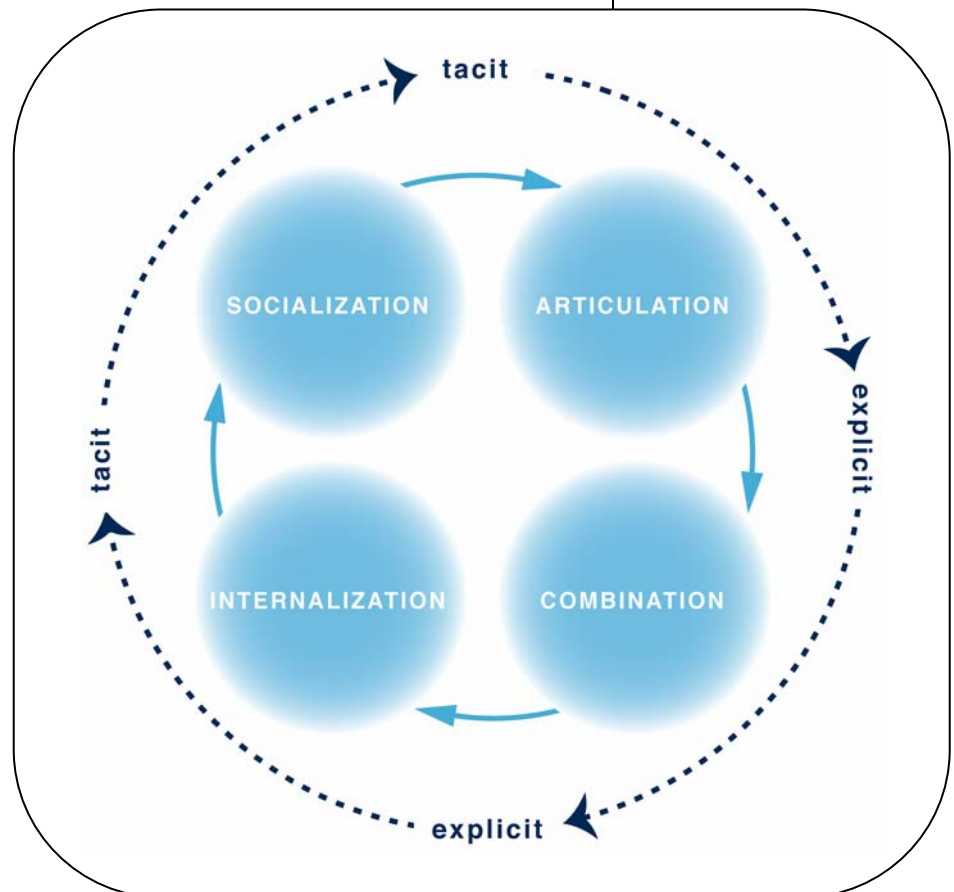 tacit
SOCIALIZATION
ARTICULATION
tacit
explicit
INTERNALIZATION
COMBINATION
explicit